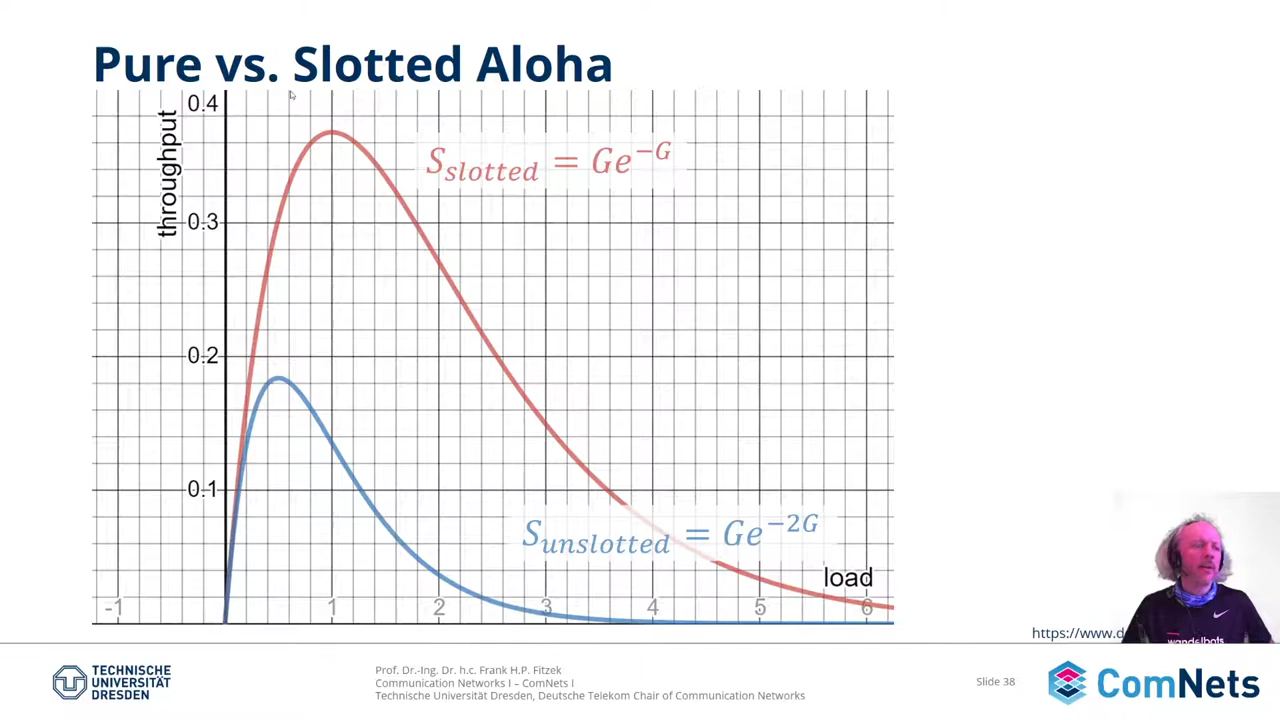 Pure vs. Slotted Aloha
0.4
throughput
S_slotted = Ge^−G
0.3
0.2
0.1
S_unslotted = Ge^−2G
load
-1 1 2 3 4 5 6
https://www.d
wandelbots
TECHNISCHE
UNIVERSITÄT
DRESDEN
Prof. Dr.-Ing. Dr. h.c. Frank H.P. Fitzek
Communication Networks I – ComNets I
Technische Universität Dresden, Deutsche Telekom Chair of Communication Networks
Slide 38
ComNets